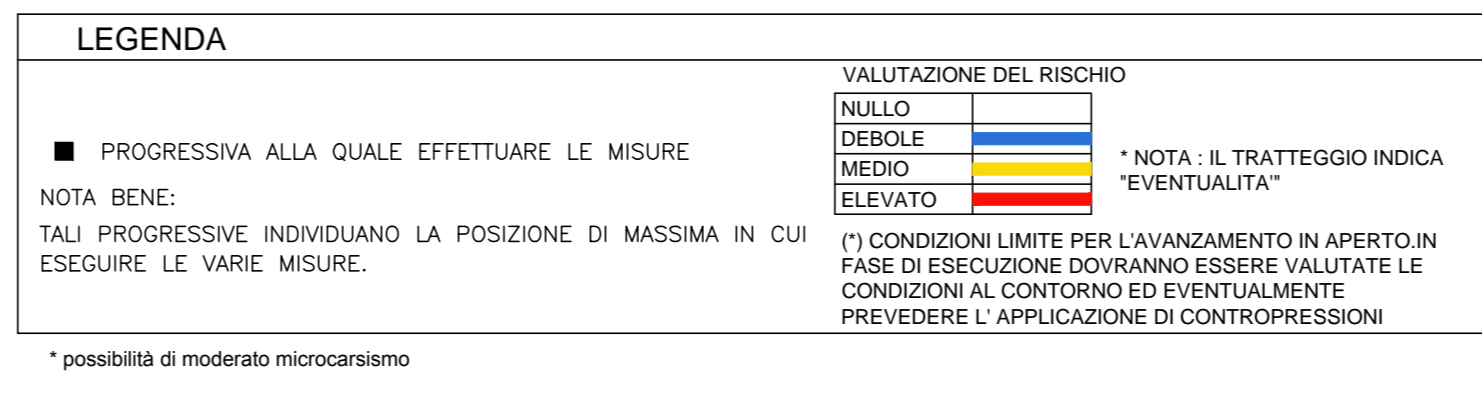 LEGENDA
■ PROGRESSIVA ALLA QUALE EFFETTUARE LE MISURE
NOTA BENE:
TALI PROGRESSIVE INDIVIDUANO LA POSIZIONE DI MASSIMA IN CUI
ESEGUIRE LE VARIE MISURE.
VALUTAZIONE DEL RISCHIO
NULLO
DEBOLE
MEDIO
ELEVATO
* NOTA : IL TRATTEGGIO INDICA
"EVENTUALITA'"
(*) CONDIZIONI LIMITE PER L'AVANZAMENTO IN APERTO.IN
FASE DI ESECUZIONE DOVRANNO ESSERE VALUTATE LE
CONDIZIONI AL CONTORNO ED EVENTUALMENTE
PREVEDERE L' APPLICAZIONE DI CONTROPRESSIONI
* possibilità di moderato microcarsismo